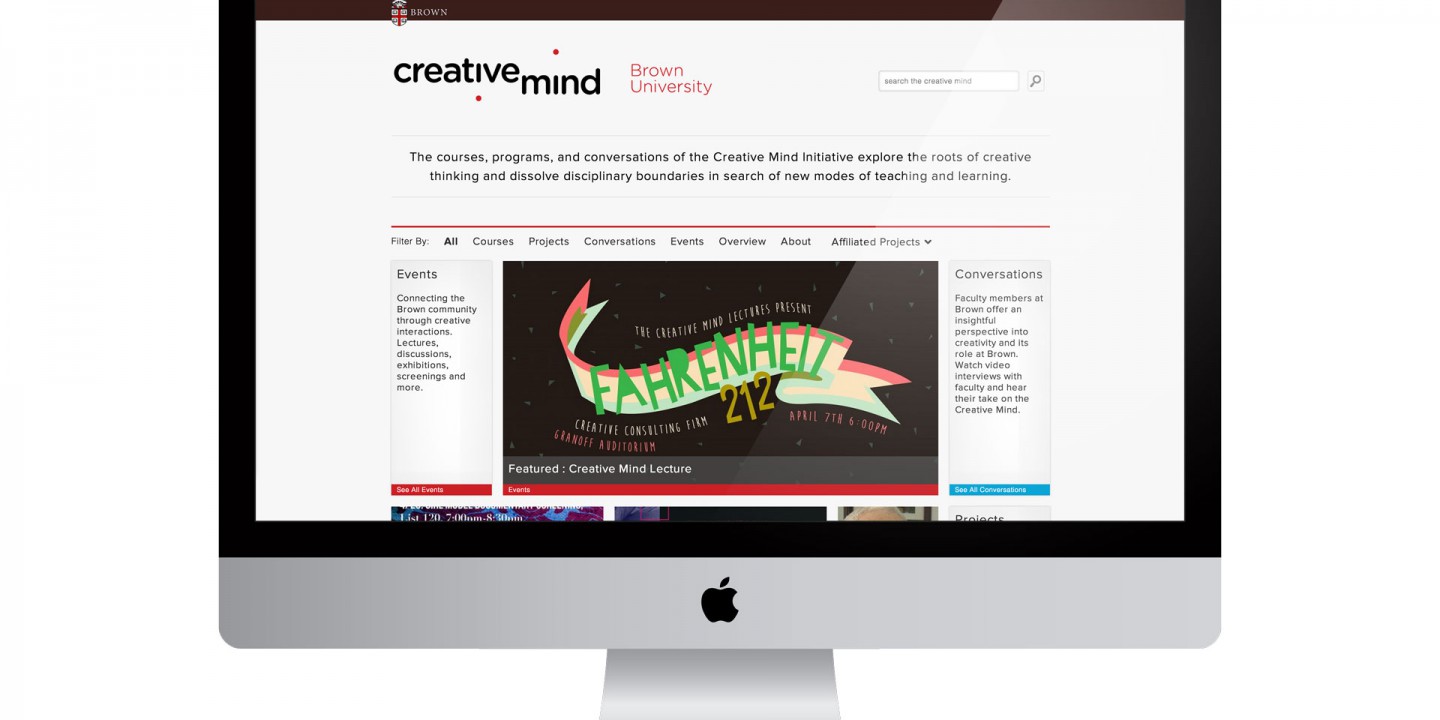 BROWN
creativemind
Brown
University
search the creative mind
The courses, programs, and conversations of the Creative Mind Initiative explore the roots of creative
thinking and dissolve disciplinary boundaries in search of new modes of teaching and learning.
Filter By: All Courses Projects Conversations Events Overview About Affiliated Projects
Events
Connecting the
Brown community
through creative
interactions.
Lectures,
discussions,
exhibitions,
screenings and
more.
See All Events
THE CREATIVE MIND LECTURES PRESENT
FAHRENHEIT
212
CREATIVE CONSULTING FIRM
APRIL 7TH 6:00PM
GRANOFF AUDITORIUM
Featured : Creative Mind Lecture
Events
Conversations
Faculty members at
Brown offer an
insightful
perspective into
creativity and its
role at Brown.
Watch video
interviews with
faculty and hear
their take on the
Creative Mind.
See All Conversations
GIRL MODEL DOCUMENTARY SCREENING,
List 120, 7:00pm-8:30pm
Projects